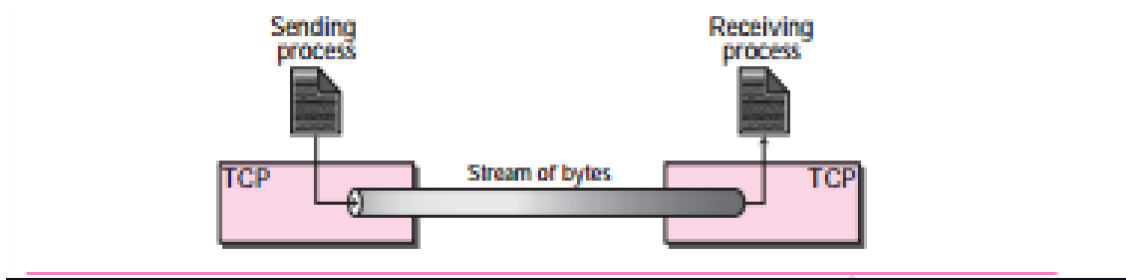 Sending
process
Receiving
process
TCP
Stream of bytes
TCP